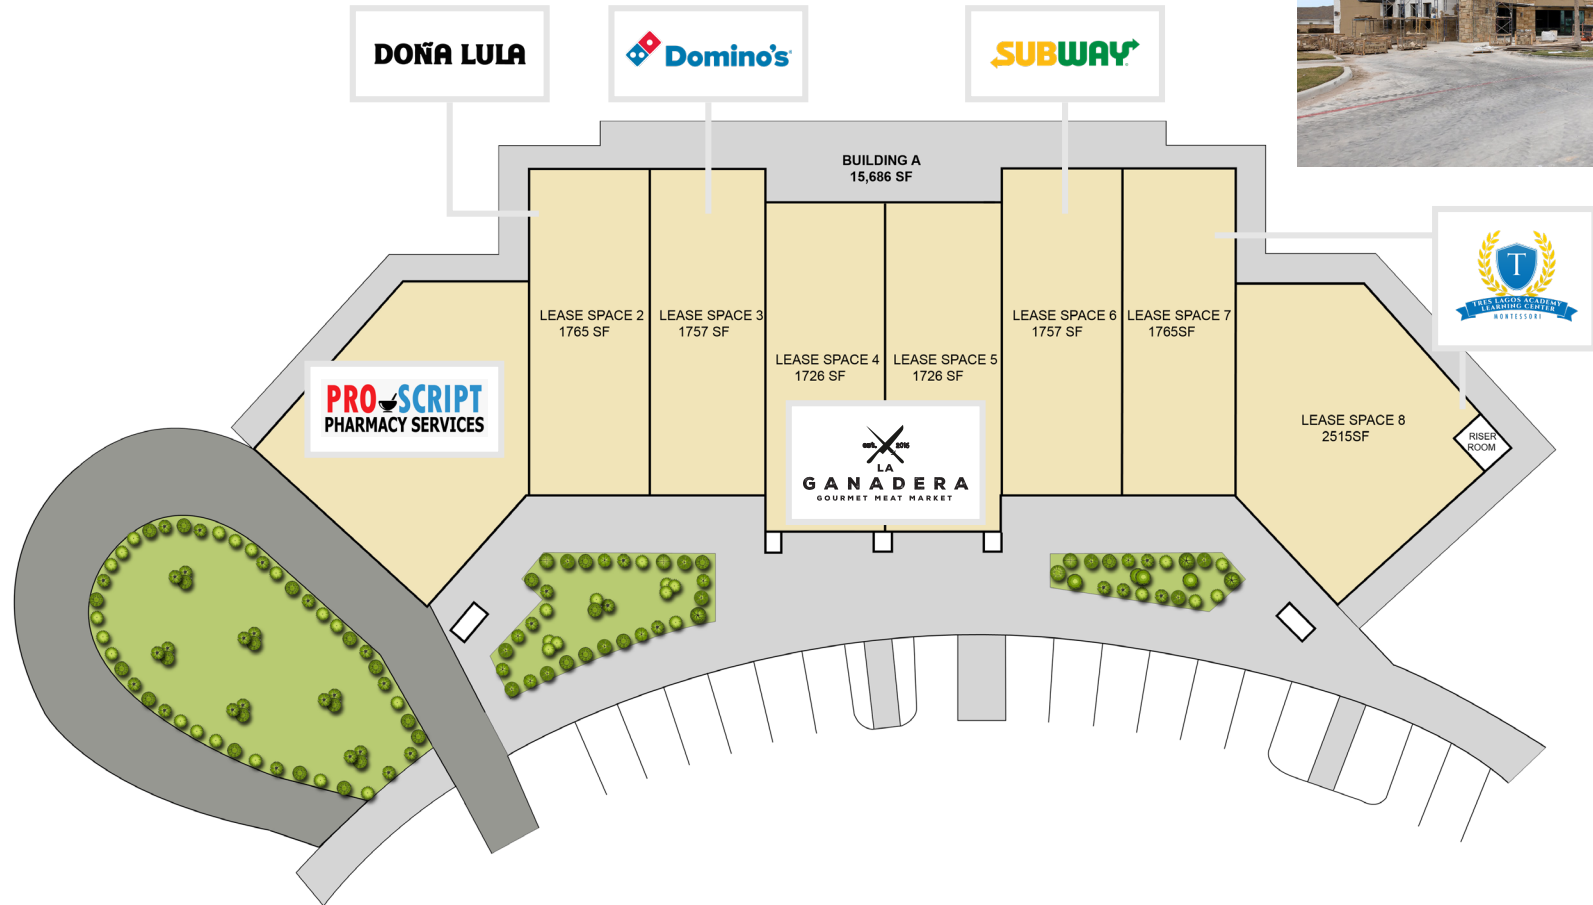 DOÑA LULA
Domino's
SUBWAY
BUILDING A
15,686 SF
T
TRES LAGOS ACADEMY
LEARNING CENTER
MONTESSORI
LEASE SPACE 2
1765 SF
LEASE SPACE 3
1757 SF
LEASE SPACE 6
1757 SF
LEASE SPACE 7
1765SF
LEASE SPACE 4
1726 SF
LEASE SPACE 5
1726 SF
PRO SCRIPT
PHARMACY SERVICES
LEASE SPACE 8
2515SF
RISER
ROOM
est. 2016
LA
GANADERA
GOURMET MEAT MARKET